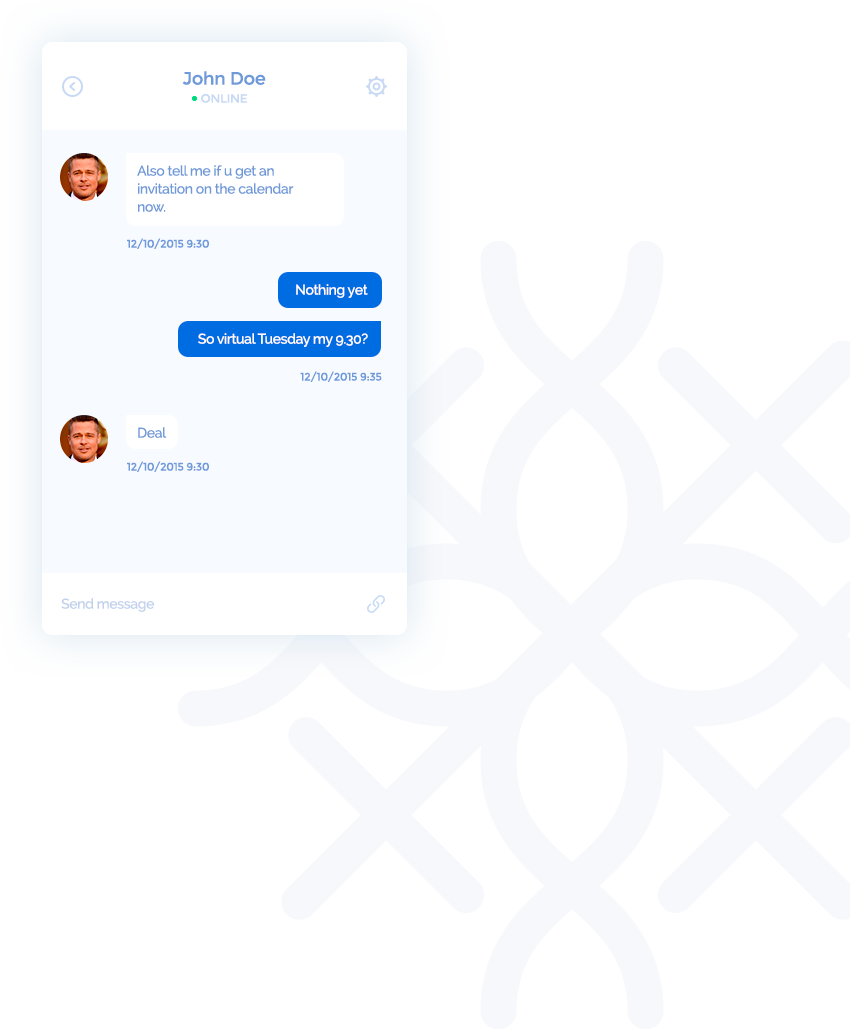 John Doe
ONLINE
Also tell me if u get an
invitation on the calendar
now.
12/10/2015 9:30
Nothing yet
So virtual Tuesday my 9.30?
12/10/2015 9:35
Deal
12/10/2015 9:30
Send message